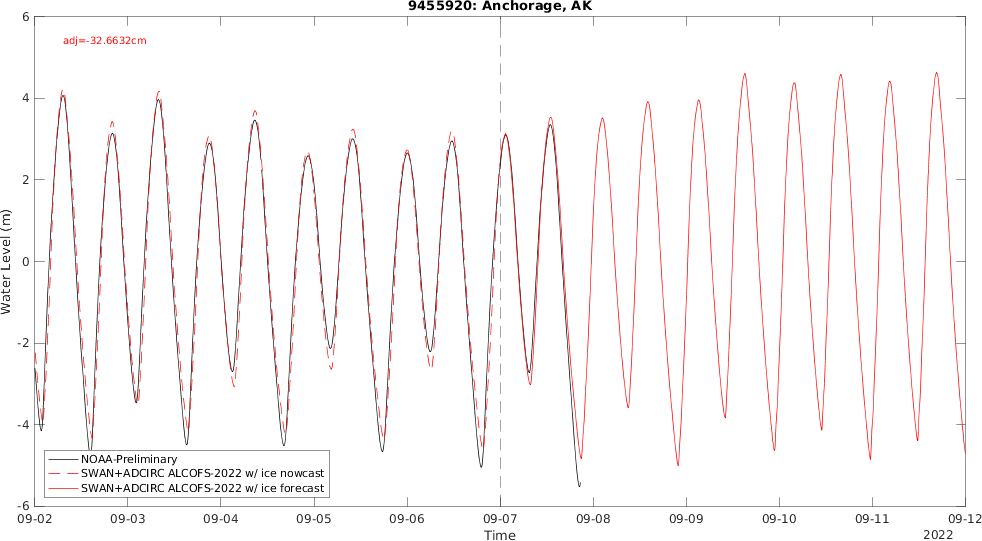 9455920: Anchorage, AK
adj=-32.6632cm
Water Level (m)
6
4
2
0
-2
-4
-6
NOAA-Preliminary
SWAN+ADCIRC ALCOFS-2022 w/ ice nowcast
SWAN+ADCIRC ALCOFS-2022 w/ ice forecast
09-02 09-03 09-04 09-05 09-06 09-07 09-08 09-09 09-10 09-11 09-12
Time
2022